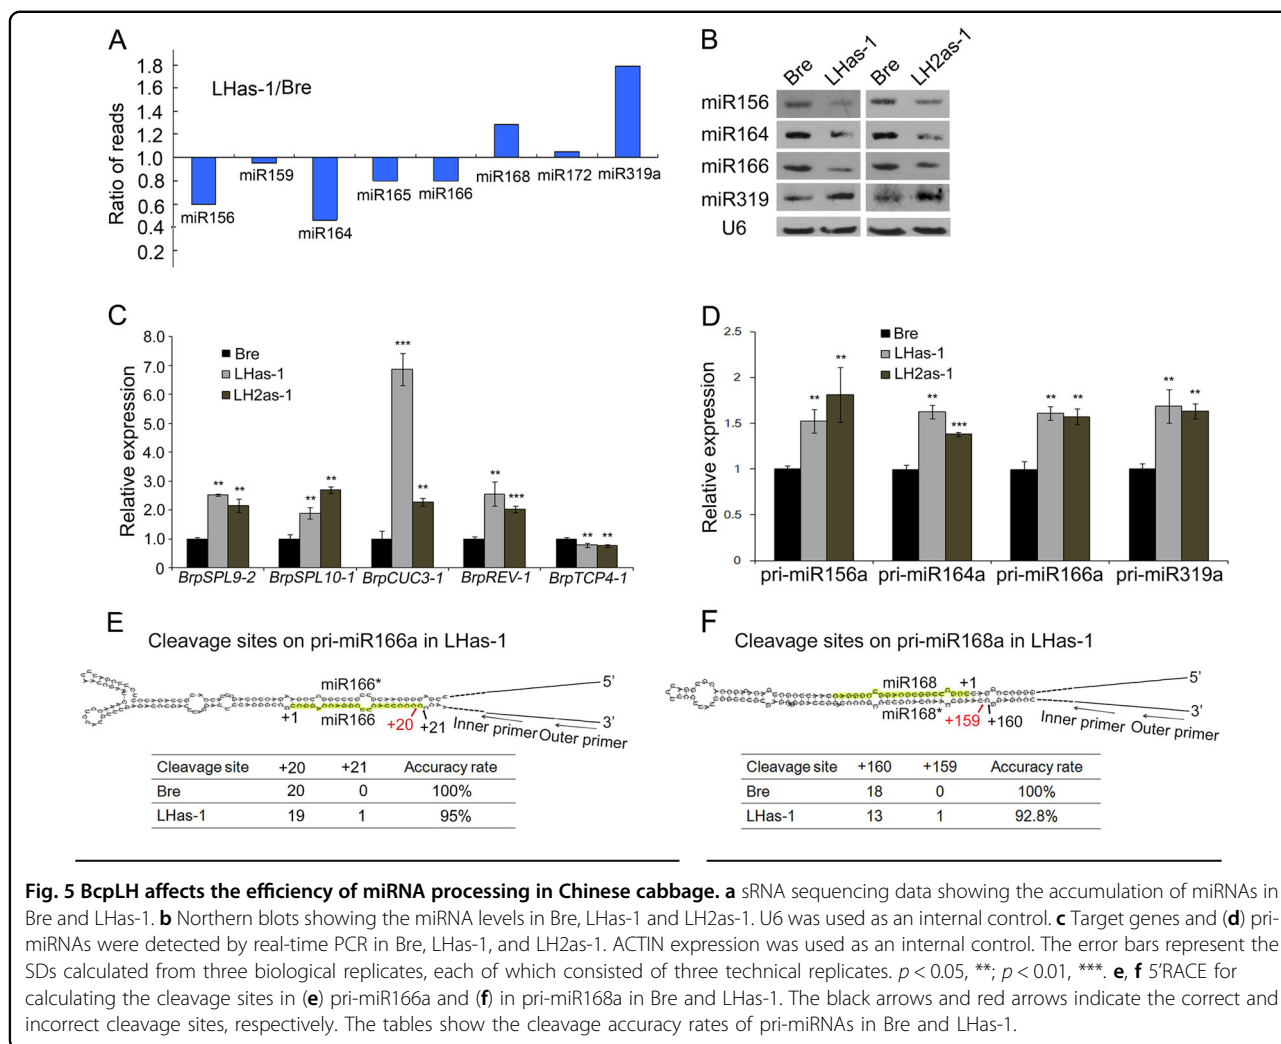 A
LHas-1/Bre
Ratio of reads
1.8
1.6
1.4
1.2
1.0
0.8
0.6
0.4
0.2
miR156
miR159
miR164
miR165
miR166
miR168
miR172
miR319a
B
Bre
LHas-1
Bre
LH2as-1
miR156
miR164
miR166
miR319
U6
C
Relative expression
8.0
7.0
6.0
5.0
4.0
3.0
2.0
1.0
0.0
Bre
LHas-1
LH2as-1
** **
** **
*** **
** ***
** **
BrpSPL9-2
BrpSPL10-1
BrpCUC3-1
BrpREV-1
BrpTCP4-1
D
Relative expression
2.5
2
1.5
1
0.5
0
Bre
LHas-1
LH2as-1
** **
** ***
** **
** **
pri-miR156a
pri-miR164a
pri-miR166a
pri-miR319a
E
Cleavage sites on pri-miR166a in LHas-1
miR166*
5'
+1
miR166
+20
+21
3'
Inner primer
Outer primer
Cleavage site +20 +21 Accuracy rate
Bre 20 0 100%
LHas-1 19 1 95%
F
Cleavage sites on pri-miR168a in LHas-1
miR168
+1
5'
miR168*
+159
+160
3'
Inner primer
Outer primer
Cleavage site +160 +159 Accuracy rate
Bre 18 0 100%
LHas-1 13 1 92.8%
Fig. 5 BcpLH affects the efficiency of miRNA processing in Chinese cabbage. a sRNA sequencing data showing the accumulation of miRNAs in
Bre and LHas-1. b Northern blots showing the miRNA levels in Bre, LHas-1 and LH2as-1. U6 was used as an internal control. c Target genes and (d) pri-
miRNAs were detected by real-time PCR in Bre, LHas-1, and LH2as-1. ACTIN expression was used as an internal control. The error bars represent the
SDs calculated from three biological replicates, each of which consisted of three technical replicates. p < 0.05, **; p < 0.01, ***. e, f 5'RACE for
calculating the cleavage sites in (e) pri-miR166a and (f) in pri-miR168a in Bre and LHas-1. The black arrows and red arrows indicate the correct and
incorrect cleavage sites, respectively. The tables show the cleavage accuracy rates of pri-miRNAs in Bre and LHas-1.